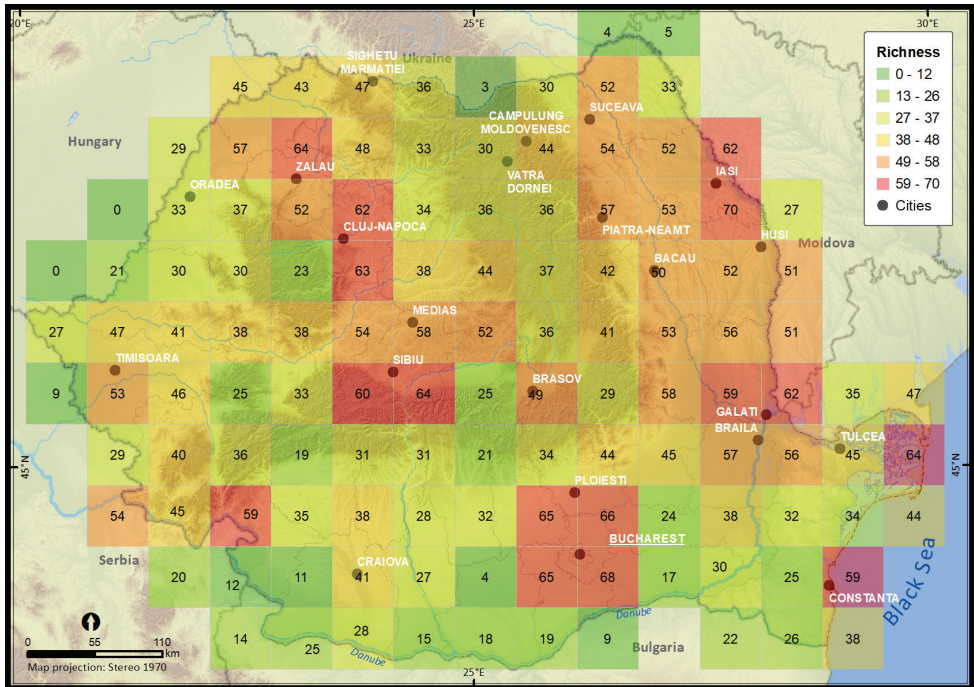 20°E 25°E 30°E
4 5
SIGHETU
MARMATIEI
Ukraine
45 43 47 36 3 30 52 33
SUCEAVA
CAMPULUNG
MOLDOVENESC
Hungary
29 57 64 48 33 30 44 54 52 62
ZALAU
VATRA
DORNEI
IASI
ORADEA
0 33 37 52 62 34 36 36 57 53 70 27
CLUJ-NAPOCA
PIATRA-NEAMT
HUSI
Moldova
BACAU
0 21 30 30 23 63 38 44 37 42 50 52 51
MEDIAS
27 47 41 38 38 54 58 52 36 41 53 56 51
TIMISOARA
SIBIU
BRASOV
9 53 46 25 33 60 64 25 49 29 58 59 62 35 47
GALATI
BRAILA
TULCEA
45°N 29 40 36 19 31 31 21 34 44 45 57 56 45 64 45°N
PLOIESTI
54 45 59 35 38 28 32 65 66 24 38 32 34 44
BUCHAREST
Serbia
CRAIOVA
20 12 11 41 27 4 65 68 17 30 25 59
CONSTANTA
Black Sea
Danube
14 25 28 15 18 19 9 22 26 38
Danube
Bulgaria
0 55 110
km
Map projection: Stereo 1970
25°E
Richness
0 - 12
13 - 26
27 - 37
38 - 48
49 - 58
59 - 70
Cities